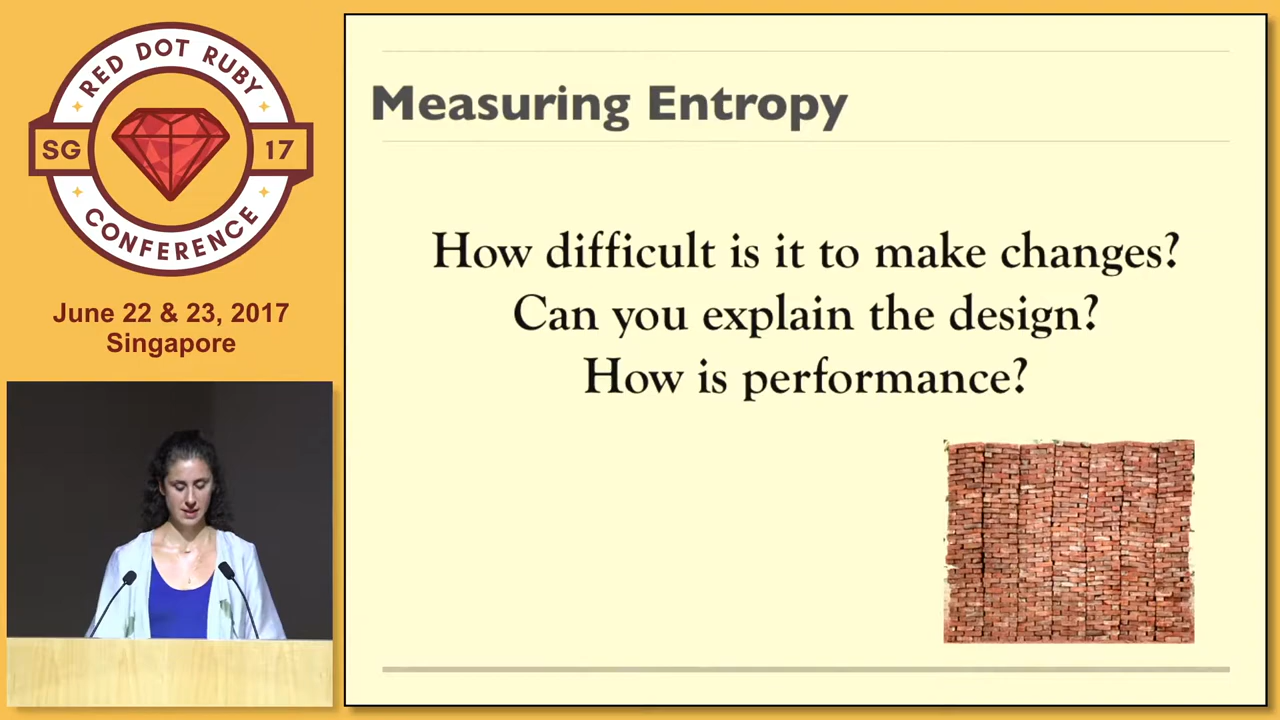 RED DOT RUBY
SG 17
CONFERENCE
June 22 & 23, 2017
Singapore
Measuring Entropy
How difficult is it to make changes?
Can you explain the design?
How is performance?